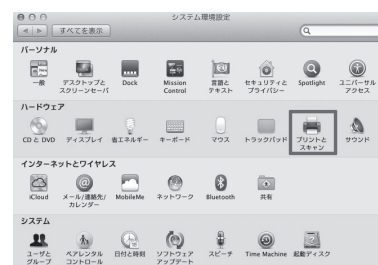 システム環境設定
すべてを表示
パーソナル
一般
デスクトップと
スクリーンセーバ
Dock
Mission
Control
言語と
テキスト
セキュリティと
プライバシー
Spotlight
ユニバーサル
アクセス
ハードウェア
CD と DVD
ディスプレイ
省エネルギー
キーボード
マウス
トラックパッド
プリントと
スキャン
サウンド
インターネットとワイヤレス
iCloud
メール/連絡先/
カレンダー
MobileMe
ネットワーク
Bluetooth
共有
システム
ユーザと
グループ
ペアレンタル
コントロール
日付と時刻
ソフトウェア
アップデート
スピーチ
Time Machine
起動ディスク